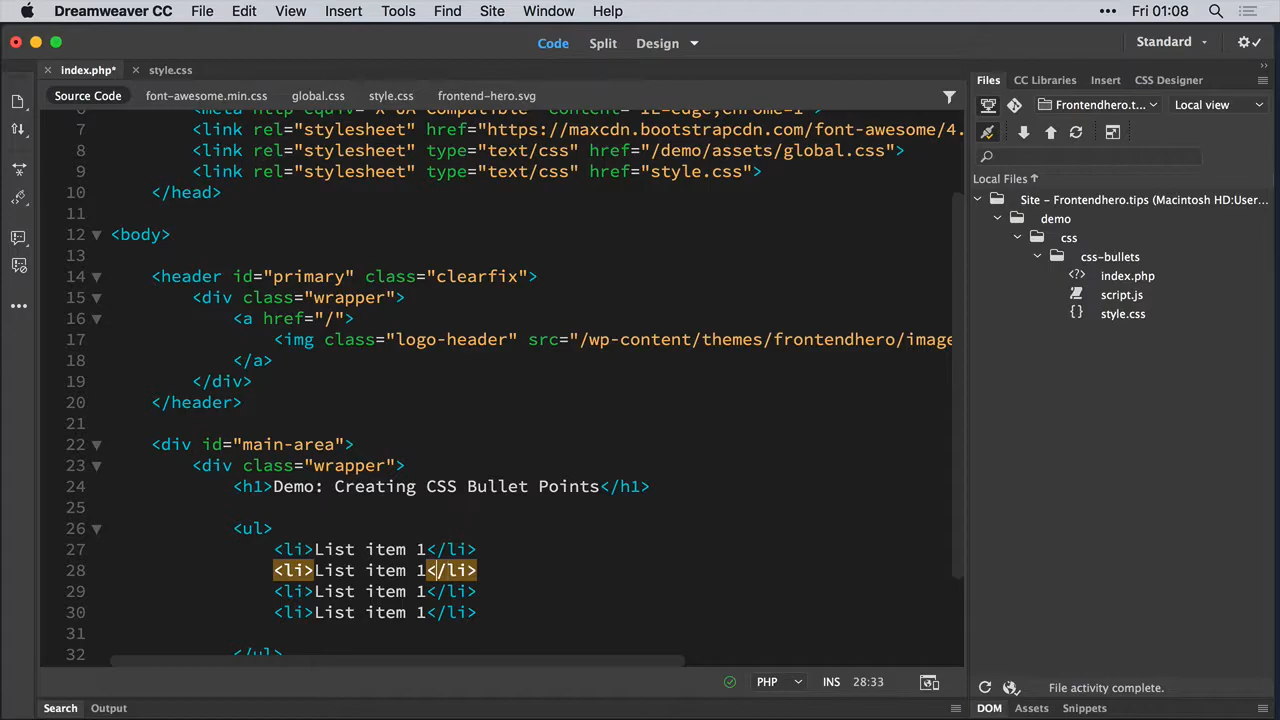 Dreamweaver CC File Edit View Insert Format Tools Find Site Window Help ••• Fri 01:08
Code Split Design Standard
index.php* style.css
Source Code font-awesome.min.css global.css style.css frontend-hero.svg
7 <link rel="stylesheet" href="https://maxcdn.bootstrapcdn.com/font-awesome/4.
8 <link rel="stylesheet" type="text/css" href="/demo/assets/global.css">
9 <link rel="stylesheet" type="text/css" href="style.css">
10 </head>
11
12 <body>
13
14 <header id="primary" class="clearfix">
15 <div class="wrapper">
16 <a href="/">
17 <img class="logo-header" src="/wp-content/themes/frontendhero/image
18 </a>
19 </div>
20 </header>
21
22 <div id="main-area">
23 <div class="wrapper">
24 <h1>Demo: Creating CSS Bullet Points</h1>
25
26 <ul>
27 <li>List item 1</li>
28 <li>List item 1</li>
29 <li>List item 1</li>
30 <li>List item 1</li>
31
32 </ul>
PHP INS 28:33
Search Output
Files CC Libraries Insert CSS Designer
Frontendhero.t... Local view
Local Files
Site – Frontendhero.tips (Macintosh HD:User...
demo
css
css-bullets
index.php
script.js
style.css
File activity complete.
DOM Assets Snippets